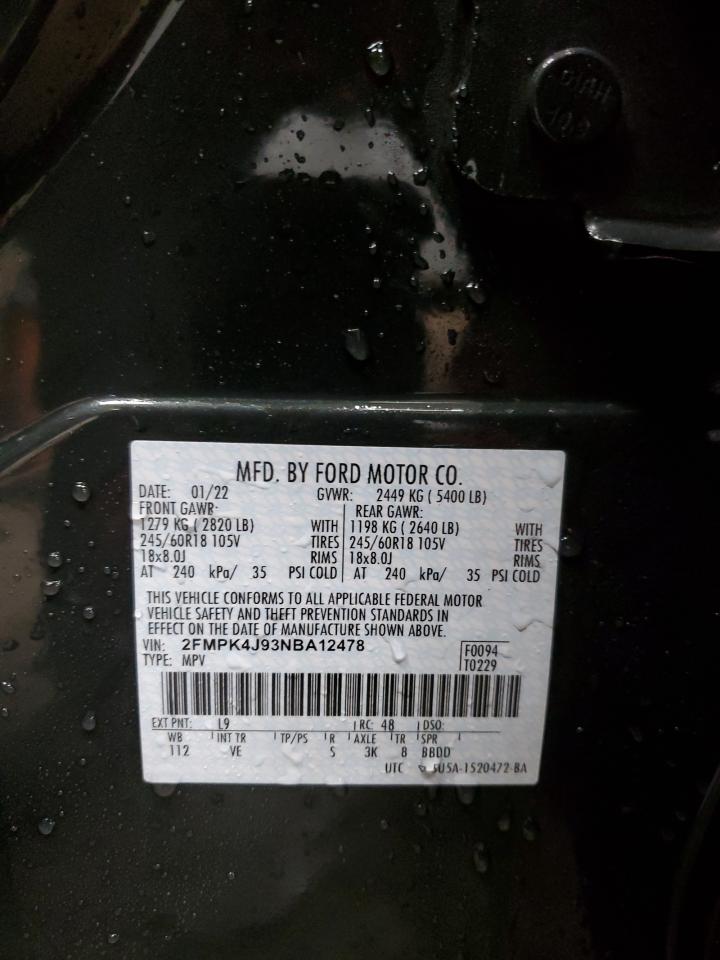 MFD. BY FORD MOTOR CO.
DATE: 01/22 GVWR: 2449 KG ( 5400 LB)
FRONT GAWR: REAR GAWR:
1279 KG ( 2820 LB) WITH 1198 KG ( 2640 LB) WITH
245/60R18 105V TIRES 245/60R18 105V TIRES
18x8.0J RIMS 18x8.0J RIMS
AT 240 kPa/ 35 PSI COLD AT 240 kPa/ 35 PSI COLD
THIS VEHICLE CONFORMS TO ALL APPLICABLE FEDERAL MOTOR
VEHICLE SAFETY AND THEFT PREVENTION STANDARDS IN
EFFECT ON THE DATE OF MANUFACTURE SHOWN ABOVE.
VIN: 2FMPK4J93NBA12478 F0094
TYPE: MPV T0229
EXT PNT: L9 RC: 48 DSO:
WB INT TR TP/PS R AXLE TR SPR
112 VE S 3K 8 BBDD
UTC 5U5A-1520472-BA